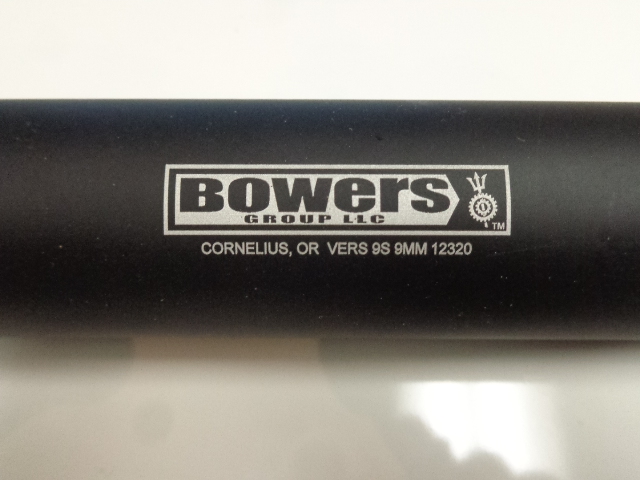 BOWERS
GROUP LLC
TM
CORNELIUS, OR VERS 9S 9MM 12320